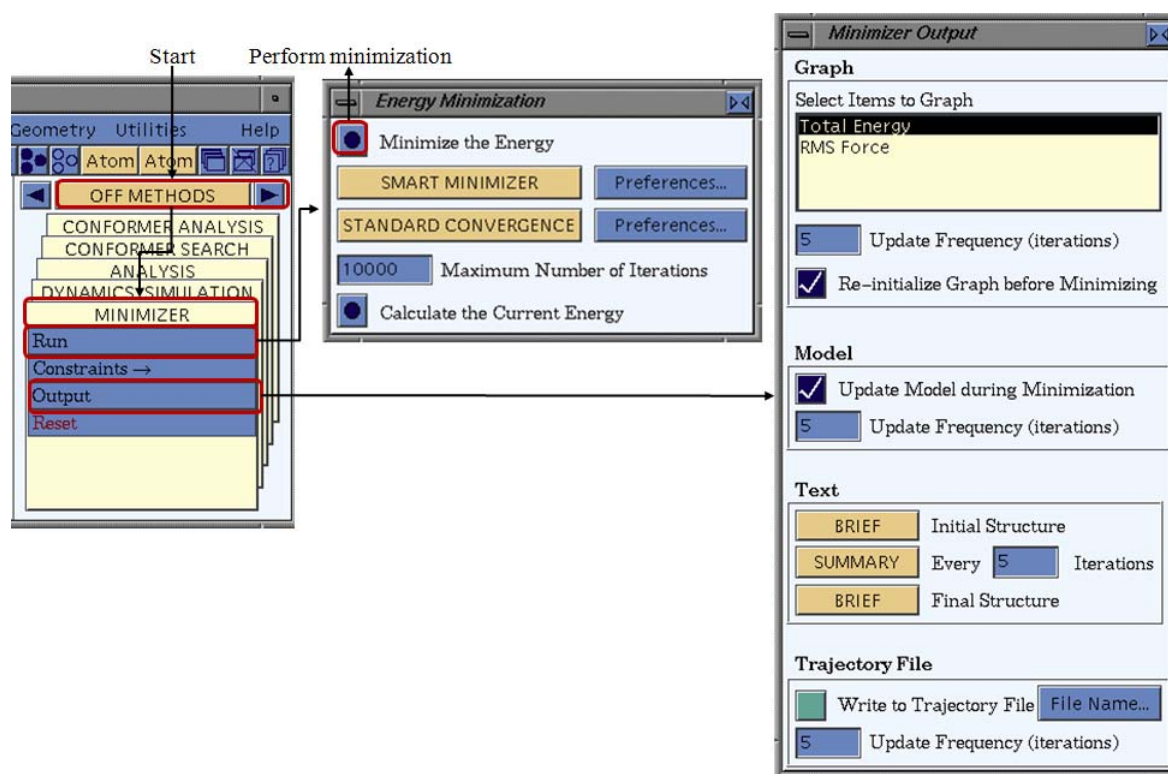 Start
Perform minimization
Geometry Utilities Help
Atom Atom
?
OFF METHODS
CONFORMER ANALYSIS
CONFORMER SEARCH
ANALYSIS
DYNAMICS SIMULATION
MINIMIZER
Run
Constraints →
Output
Reset
Energy Minimization
Minimize the Energy
SMART MINIMIZER Preferences...
STANDARD CONVERGENCE Preferences...
10000 Maximum Number of Iterations
Calculate the Current Energy
Minimizer Output
Graph
Select Items to Graph
Total Energy
RMS Force
5 Update Frequency (iterations)
Re-initialize Graph before Minimizing
Model
Update Model during Minimization
5 Update Frequency (iterations)
Text
BRIEF Initial Structure
SUMMARY Every 5 Iterations
BRIEF Final Structure
Trajectory File
Write to Trajectory File File Name...
5 Update Frequency (iterations)